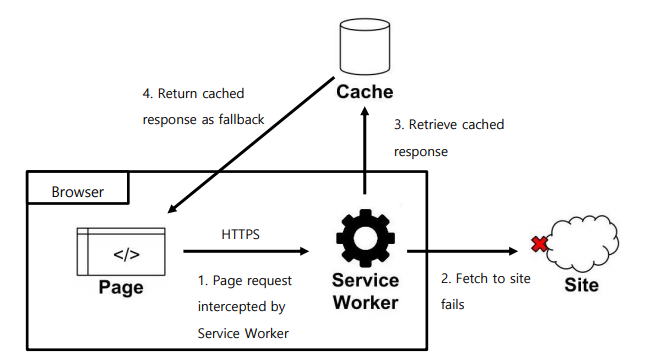 4. Return cached
response as fallback
Cache
3. Retrieve cached
response
Browser
HTTPS
</>
Page
1. Page request
intercepted by
Service Worker
Service
Worker
2. Fetch to site
fails
Site